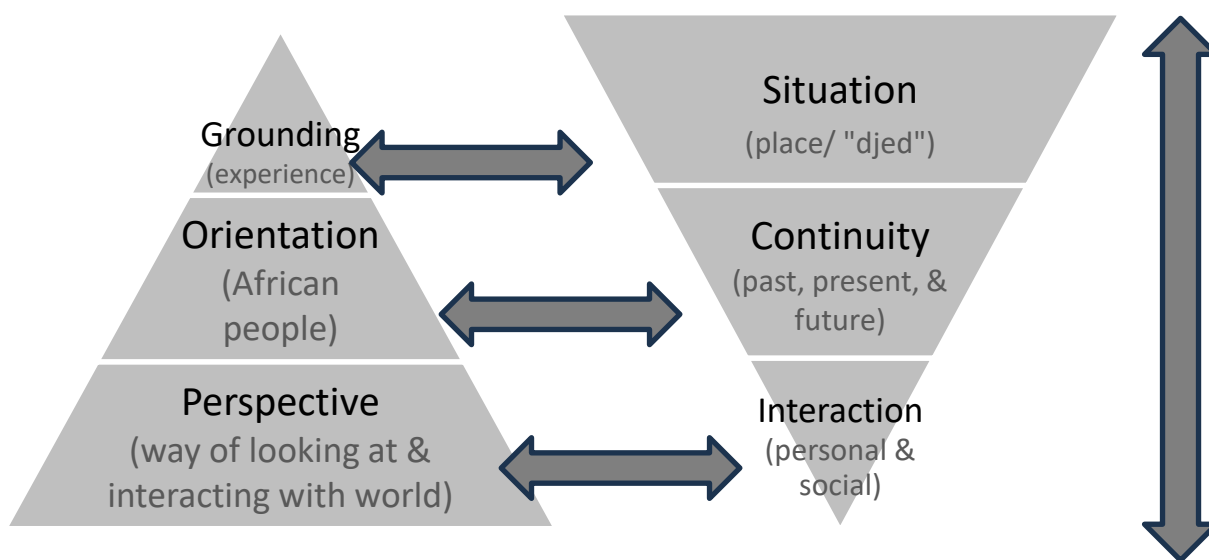 Grounding
(experience)
Orientation
(African
people)
Perspective
(way of looking at &
interacting with world)
Situation
(place/ "djed")
Continuity
(past, present, &
future)
Interaction
(personal &
social)